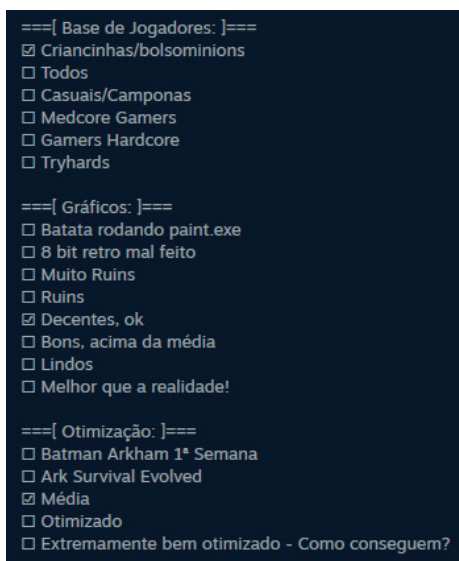 ===[ Base de Jogadores: ]===
☑ Criancinhas/bolsominions
☐ Todos
☐ Casuais/Camponas
☐ Medcore Gamers
☐ Gamers Hardcore
☐ Tryhards
===[ Gráficos: ]===
☐ Batata rodando paint.exe
☐ 8 bit retro mal feito
☐ Muito Ruins
☐ Ruins
☑ Decentes, ok
☐ Bons, acima da média
☐ Lindos
☐ Melhor que a realidade!
===[ Otimização: ]===
☐ Batman Arkham 1ª Semana
☐ Ark Survival Evolved
☑ Média
☐ Otimizado
☐ Extremamente bem otimizado - Como conseguem?